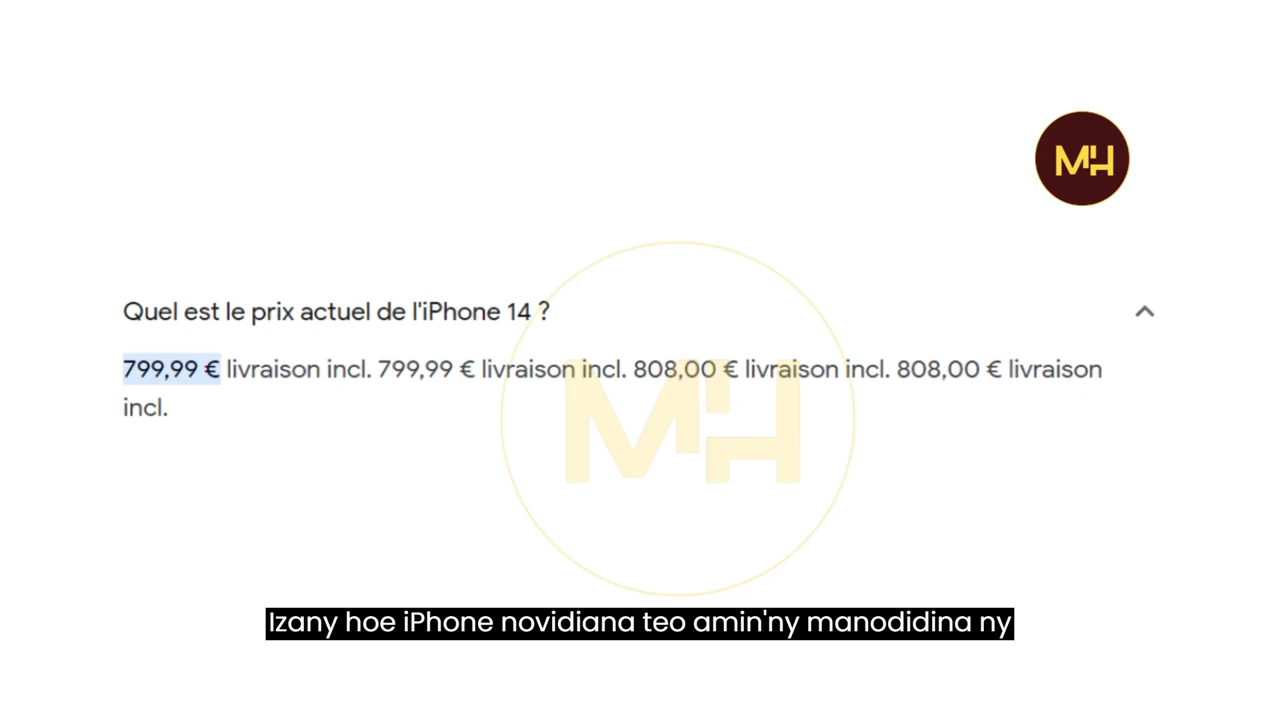 MH
Quel est le prix actuel de l'iPhone 14 ?
799,99 € livraison incl. 799,99 € livraison incl. 808,00 € livraison incl. 808,00 € livraison
incl.
MH
Izany hoe iPhone novidiana teo amin'ny manodidina ny